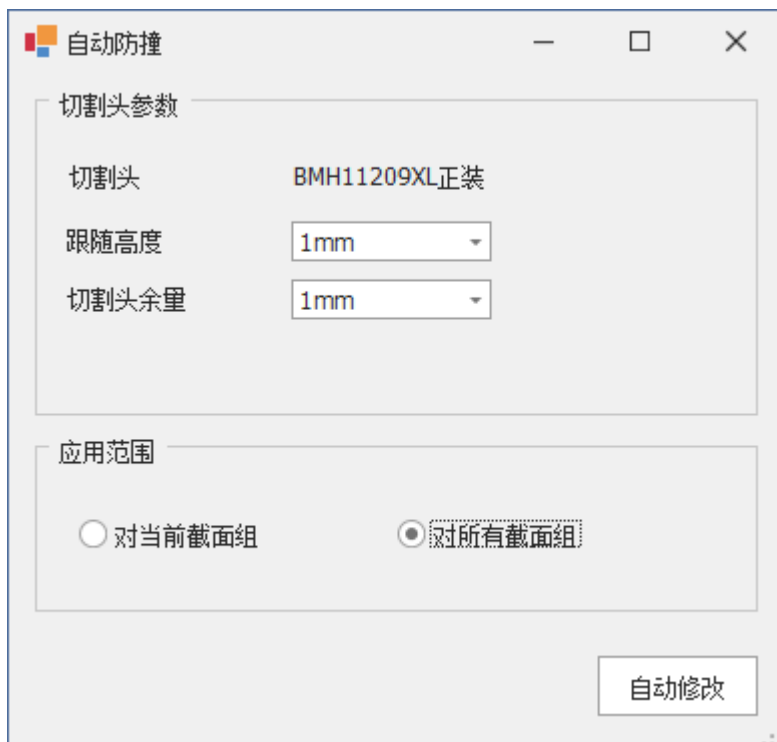 自动防撞
切割头参数
切割头 BMH11209XL正装
跟随高度 1mm
切割头余量 1mm
应用范围
对当前截面组 对所有截面组
自动修改